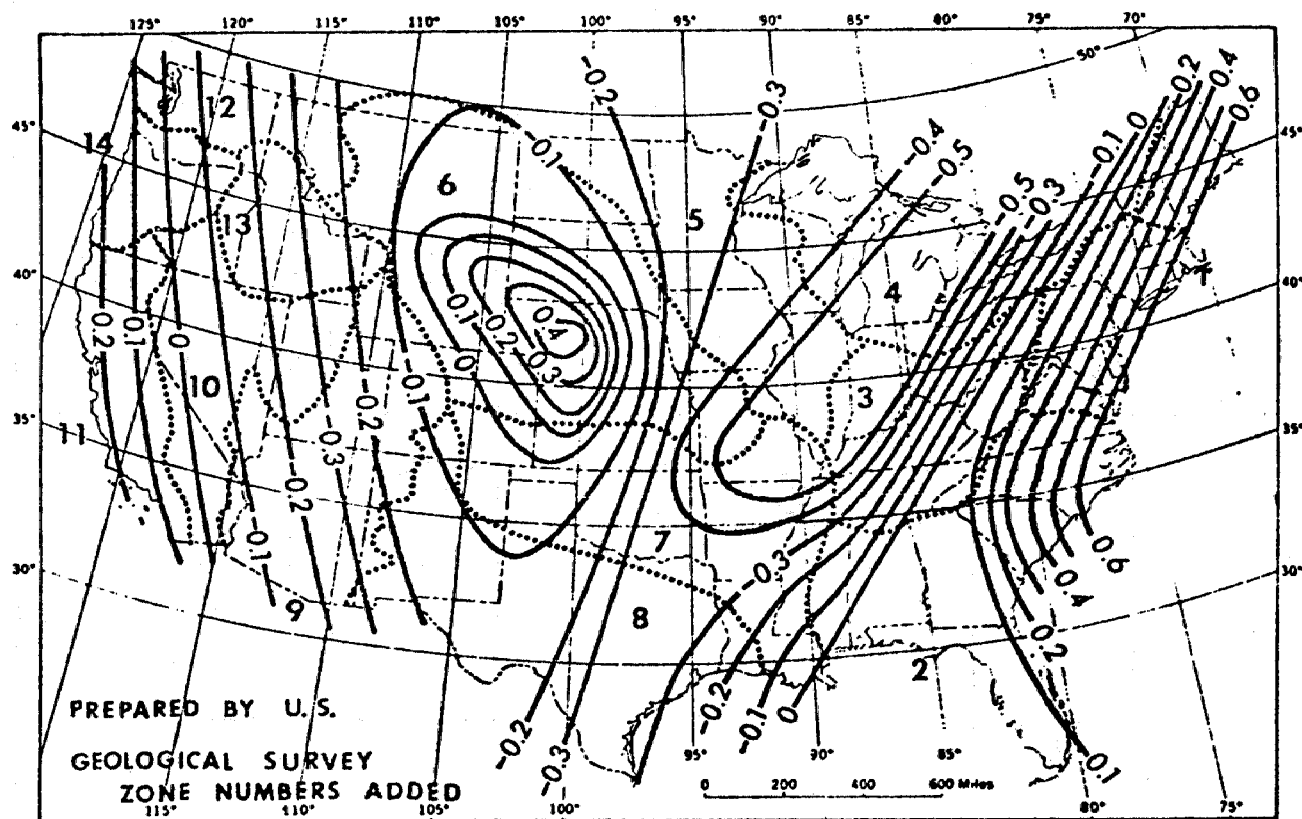 125° 120° 115° 110° 105° 100° 95° 90° 85° 80° 75° 70°
50°
-0.2 -0.3 -0.4 -0.5 -0.5 -0.3 -0.1 0 0.2 0.4 0.6
45° 45°
12
14
-0.1
6
13
5
40° 40°
4
0.4
0.1 0.2 0.3
0.2 0.1 0 0 -0.1 -0.2 -0.3
10
3
35° 35°
11
-0.1 -0.2 -0.3 -0.2
7
-0.3
0.6
0.4
30° 30°
9
8
2
0.2
PREPARED BY U.S.
-0.2 -0.1 0
-0.2 -0.3
0.1
GEOLOGICAL SURVEY
95° 90° 85°
ZONE NUMBERS ADDED
0 200 400 600 Miles
115° 110° 105° 100° 80° 75°